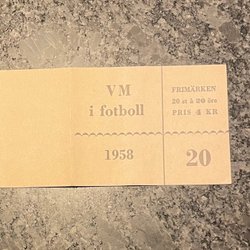 VM
i fotboll
1958
FRIMÄRKEN
20 st à 20 öre
PRIS 4 KR
20